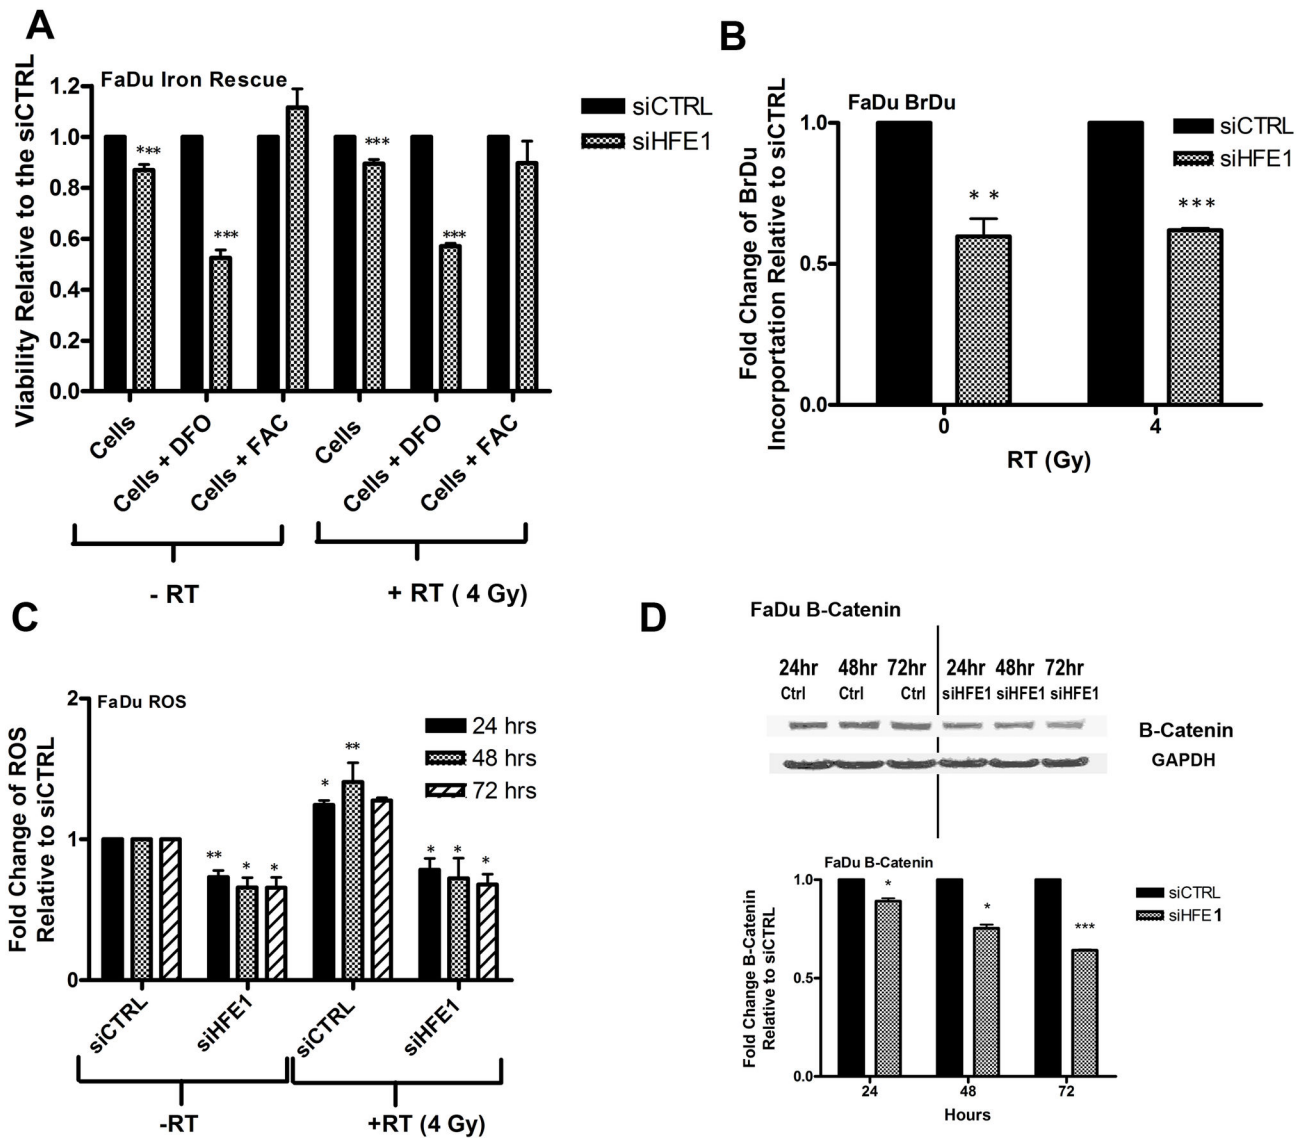 A
FaDu Iron Rescue
Viability Relative to the siCTRL
1.2
1.0
0.8
0.6
0.4
0.2
0.0
***
***
***
***
siCTRL
siHFE1
Cells
Cells + DFO
Cells + FAC
Cells
Cells + DFO
Cells + FAC
- RT
+ RT ( 4 Gy)
B
FaDu BrDu
Fold Change of BrDu
Incorportation Relative to siCTRL
1.0
0.5
0.0
* *
***
siCTRL
siHFE1
0
4
RT (Gy)
C
FaDu ROS
Fold Change of ROS
Relative to siCTRL
2
1
0
**
*
*
*
**
*
*
*
24 hrs
48 hrs
72 hrs
siCTRL
siHFE1
siCTRL
siHFE1
-RT
+RT (4 Gy)
D
FaDu B-Catenin
24hr 48hr 72hr 24hr 48hr 72hr
Ctrl Ctrl Ctrl siHFE1 siHFE1 siHFE1
B-Catenin
GAPDH
FaDu B-Catenin
Fold Change B-Catenin
Relative to siCTRL
1.0
0.5
0.0
*
*
***
siCTRL
siHFE1
24
48
72
Hours